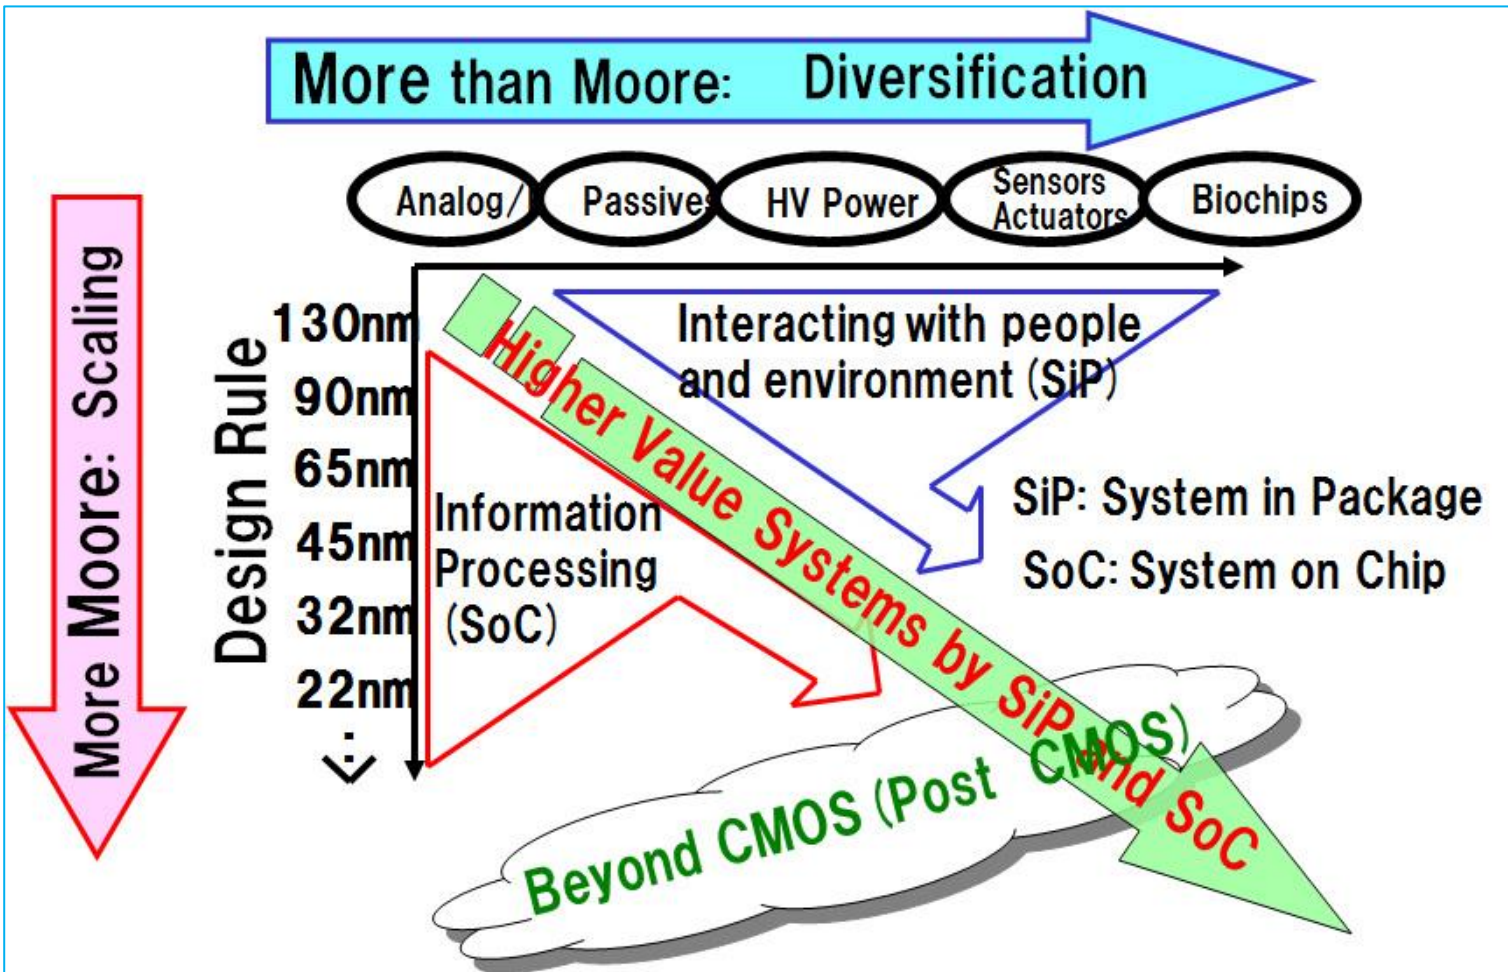 More than Moore: Diversification
Analog/
Passives
HV Power
Sensors
Actuators
Biochips
More Moore: Scaling
Design Rule
130nm
90nm
65nm
45nm
32nm
22nm
Interacting with people
and environment (SiP)
Information
Processing
(SoC)
Higher Value Systems by SiP and SoC
SiP: System in Package
SoC: System on Chip
Beyond CMOS (Post CMOS)